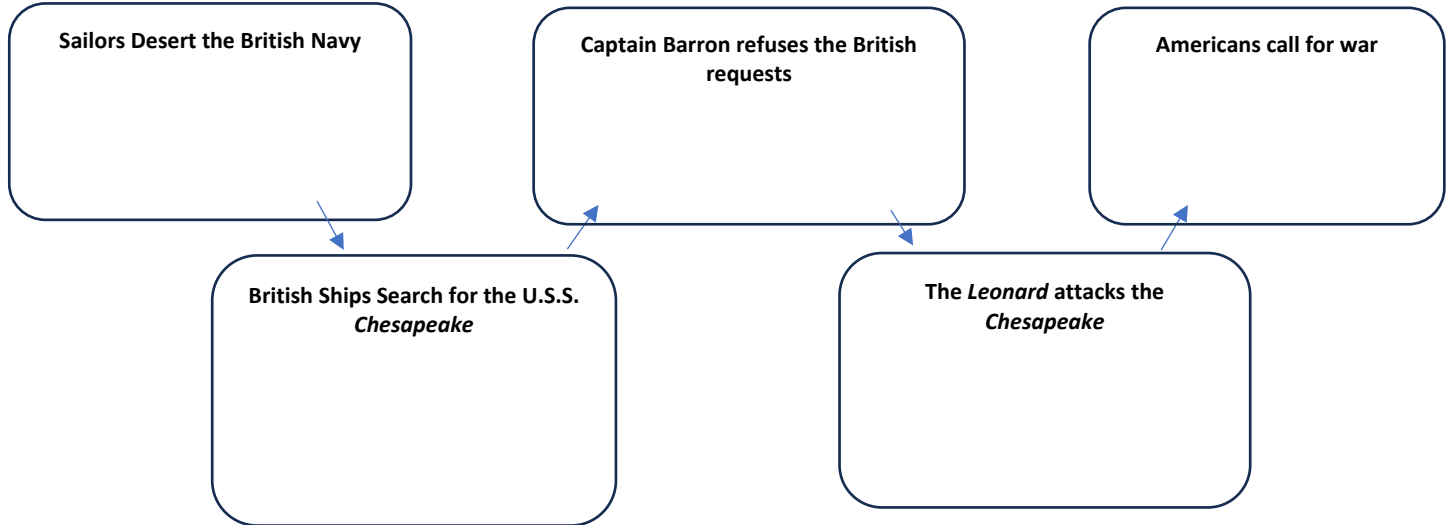 Sailors Desert the British Navy
British Ships Search for the U.S.S.
Chesapeake
Captain Barron refuses the British
requests
The Leonard attacks the
Chesapeake
Americans call for war